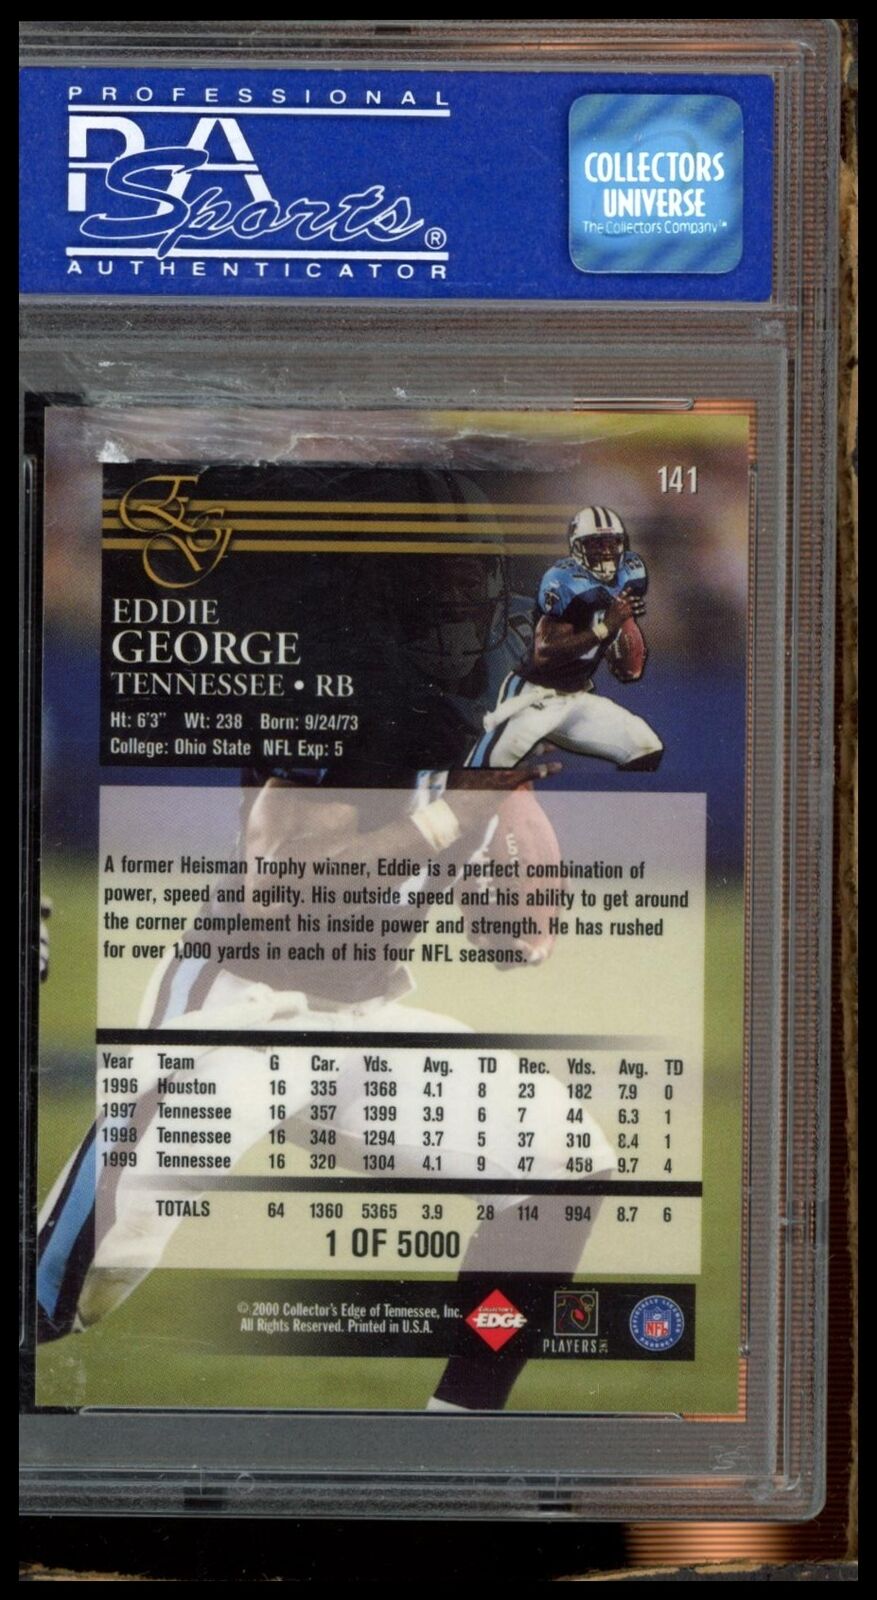 PROFESSIONAL
PSA
Sports®
AUTHENTICATOR
COLLECTORS
UNIVERSE
The Collectors Company℠
141
EG
EDDIE
GEORGE
TENNESSEE • RB
Ht: 6'3" Wt: 238 Born: 9/24/73
College: Ohio State NFL Exp: 5
A former Heisman Trophy winner, Eddie is a perfect combination of
power, speed and agility. His outside speed and his ability to get around
the corner complement his inside power and strength. He has rushed
for over 1,000 yards in each of his four NFL seasons.
Year Team G Car. Yds. Avg. TD Rec. Yds. Avg. TD
1996 Houston 16 335 1368 4.1 8 23 182 7.9 0
1997 Tennessee 16 357 1399 3.9 6 7 44 6.3 1
1998 Tennessee 16 348 1294 3.7 5 37 310 8.4 1
1999 Tennessee 16 320 1304 4.1 9 47 458 9.7 4
TOTALS 64 1360 5365 3.9 28 114 994 8.7 6
1 OF 5000
© 2000 Collector's Edge of Tennessee, Inc.
All Rights Reserved. Printed in U.S.A.
COLLECTOR'S
EDGE
PLAYERS INC
OFFICIALLY LICENSED
NFL
PRODUCT